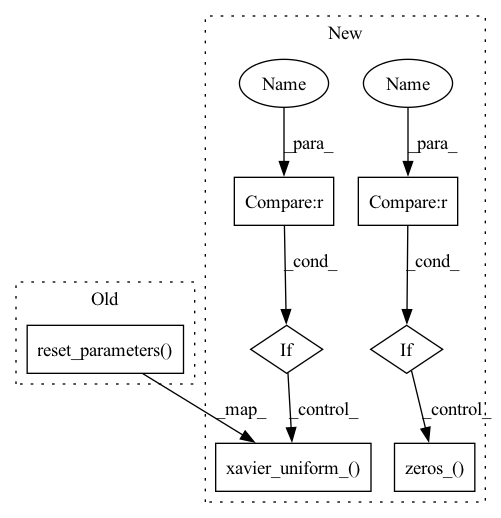 New
Name
Name
_para_
_para_
Compare:r
Compare:r
_cond_
_cond_
Old
reset_parameters()
If
If
_map_
_control_
_control_
xavier_uniform_()
zeros_()